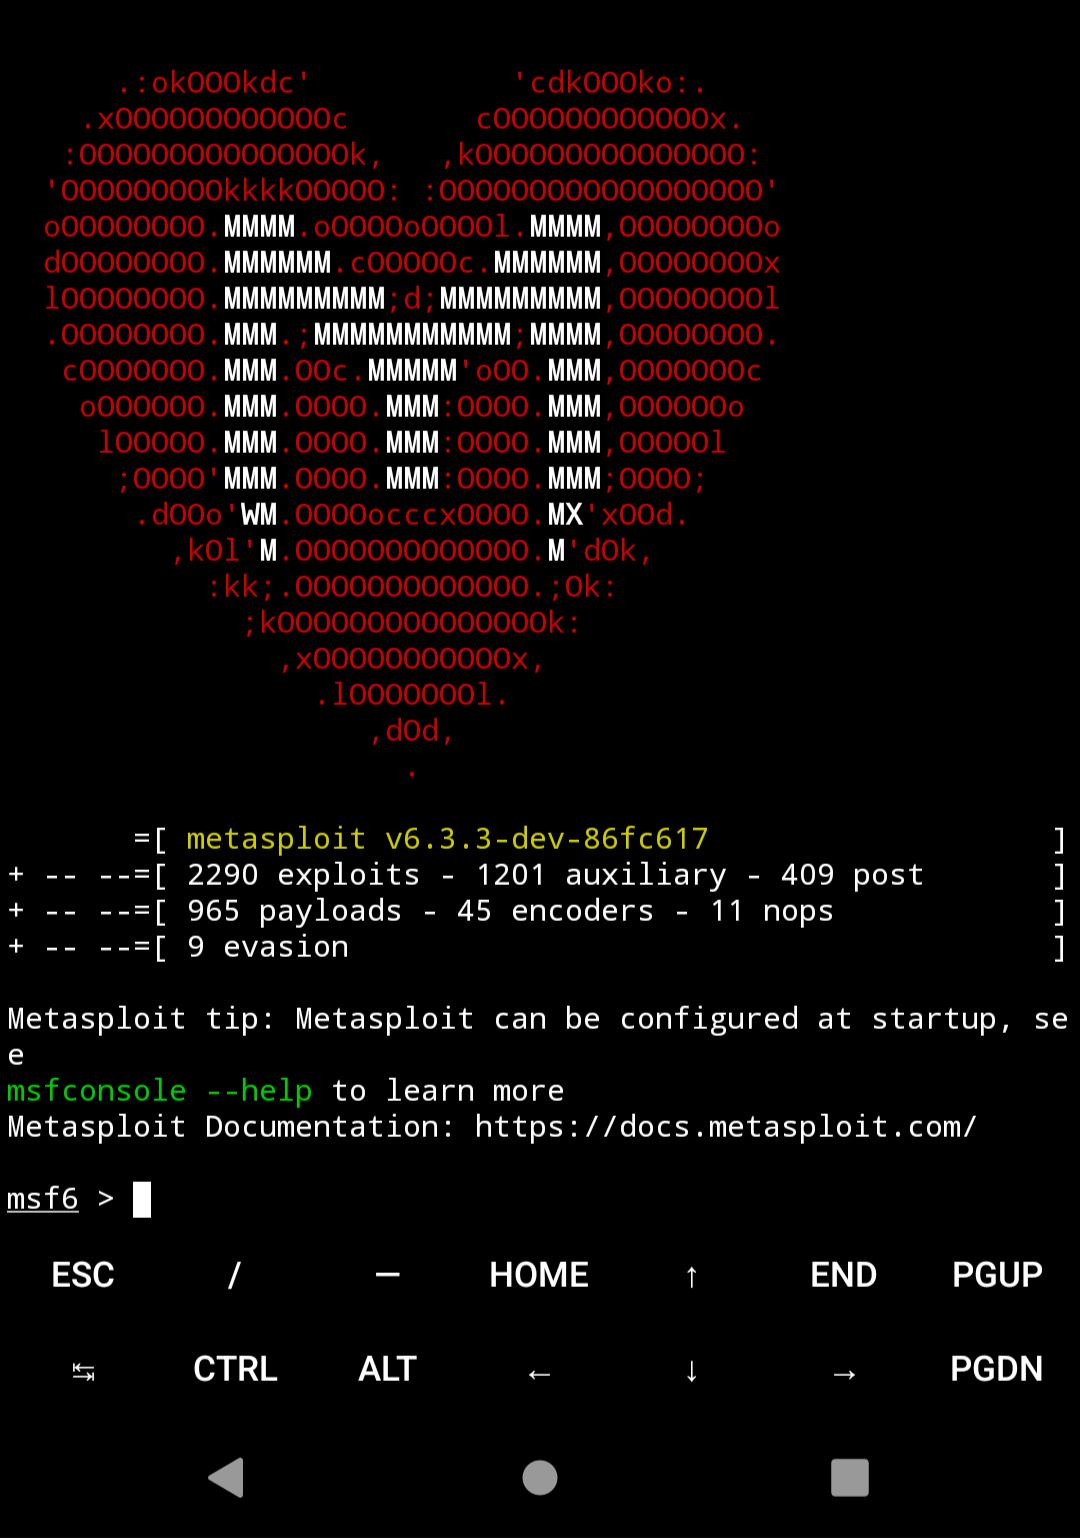 .:okOOOkdc'           'cdkOOOko:.
.xOOOOOOOOOOOOc       cOOOOOOOOOOOOx.
:OOOOOOOOOOOOOOOk,   ,kOOOOOOOOOOOOOOO:
'OOOOOOOOOkkkkOOOOO: :OOOOOOOOOOOOOOOOOO'
oOOOOOOOO.MMMM.oOOOOoOOOOl.MMMM,OOOOOOOOo
dOOOOOOOO.MMMMMM.cOOOOOc.MMMMMM,OOOOOOOOx
lOOOOOOOO.MMMMMMMMM;d;MMMMMMMMM,OOOOOOOOl
.OOOOOOOO.MMM.;MMMMMMMMMMM;MMMM,OOOOOOOO.
cOOOOOOO.MMM.OOc.MMMMM'oOO.MMM,OOOOOOOc
oOOOOOO.MMM.OOOO.MMM:OOOO.MMM,OOOOOOo
lOOOOO.MMM.OOOO.MMM:OOOO.MMM,OOOOOl
;OOOO'MMM.OOOO.MMM:OOOO.MMM;OOOO;
.dOOo'WM.OOOOocccxOOOO.MX'xOOd.
,kOl'M.OOOOOOOOOOOOO.M'dOk,
:kk;.OOOOOOOOOOOOO.;Ok:
;kOOOOOOOOOOOOOOOk:
,xOOOOOOOOOOOx,
.lOOOOOOOl.
,dOd,
.
=[ metasploit v6.3.3-dev-86fc617                   ]
+ -- --=[ 2290 exploits - 1201 auxiliary - 409 post       ]
+ -- --=[ 965 payloads - 45 encoders - 11 nops            ]
+ -- --=[ 9 evasion                                       ]
Metasploit tip: Metasploit can be configured at startup, se
e
msfconsole --help to learn more
Metasploit Documentation: https://docs.metasploit.com/
msf6 >
ESC / — HOME ↑ END PGUP
↹ CTRL ALT ← ↓ → PGDN